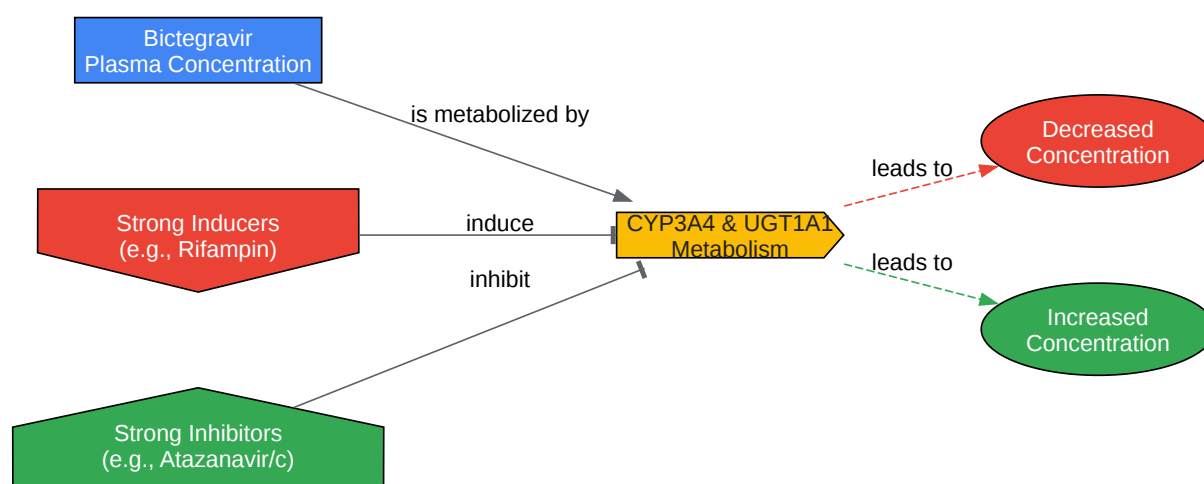 Bictegravir
Plasma Concentration
is metabolized by
Decreased
Concentration
leads to
Strong Inducers
(e.g., Rifampin)
induce
CYP3A4 & UGT1A1
Metabolism
inhibit
leads to
Increased
Concentration
Strong Inhibitors
(e.g., Atazanavir/c)